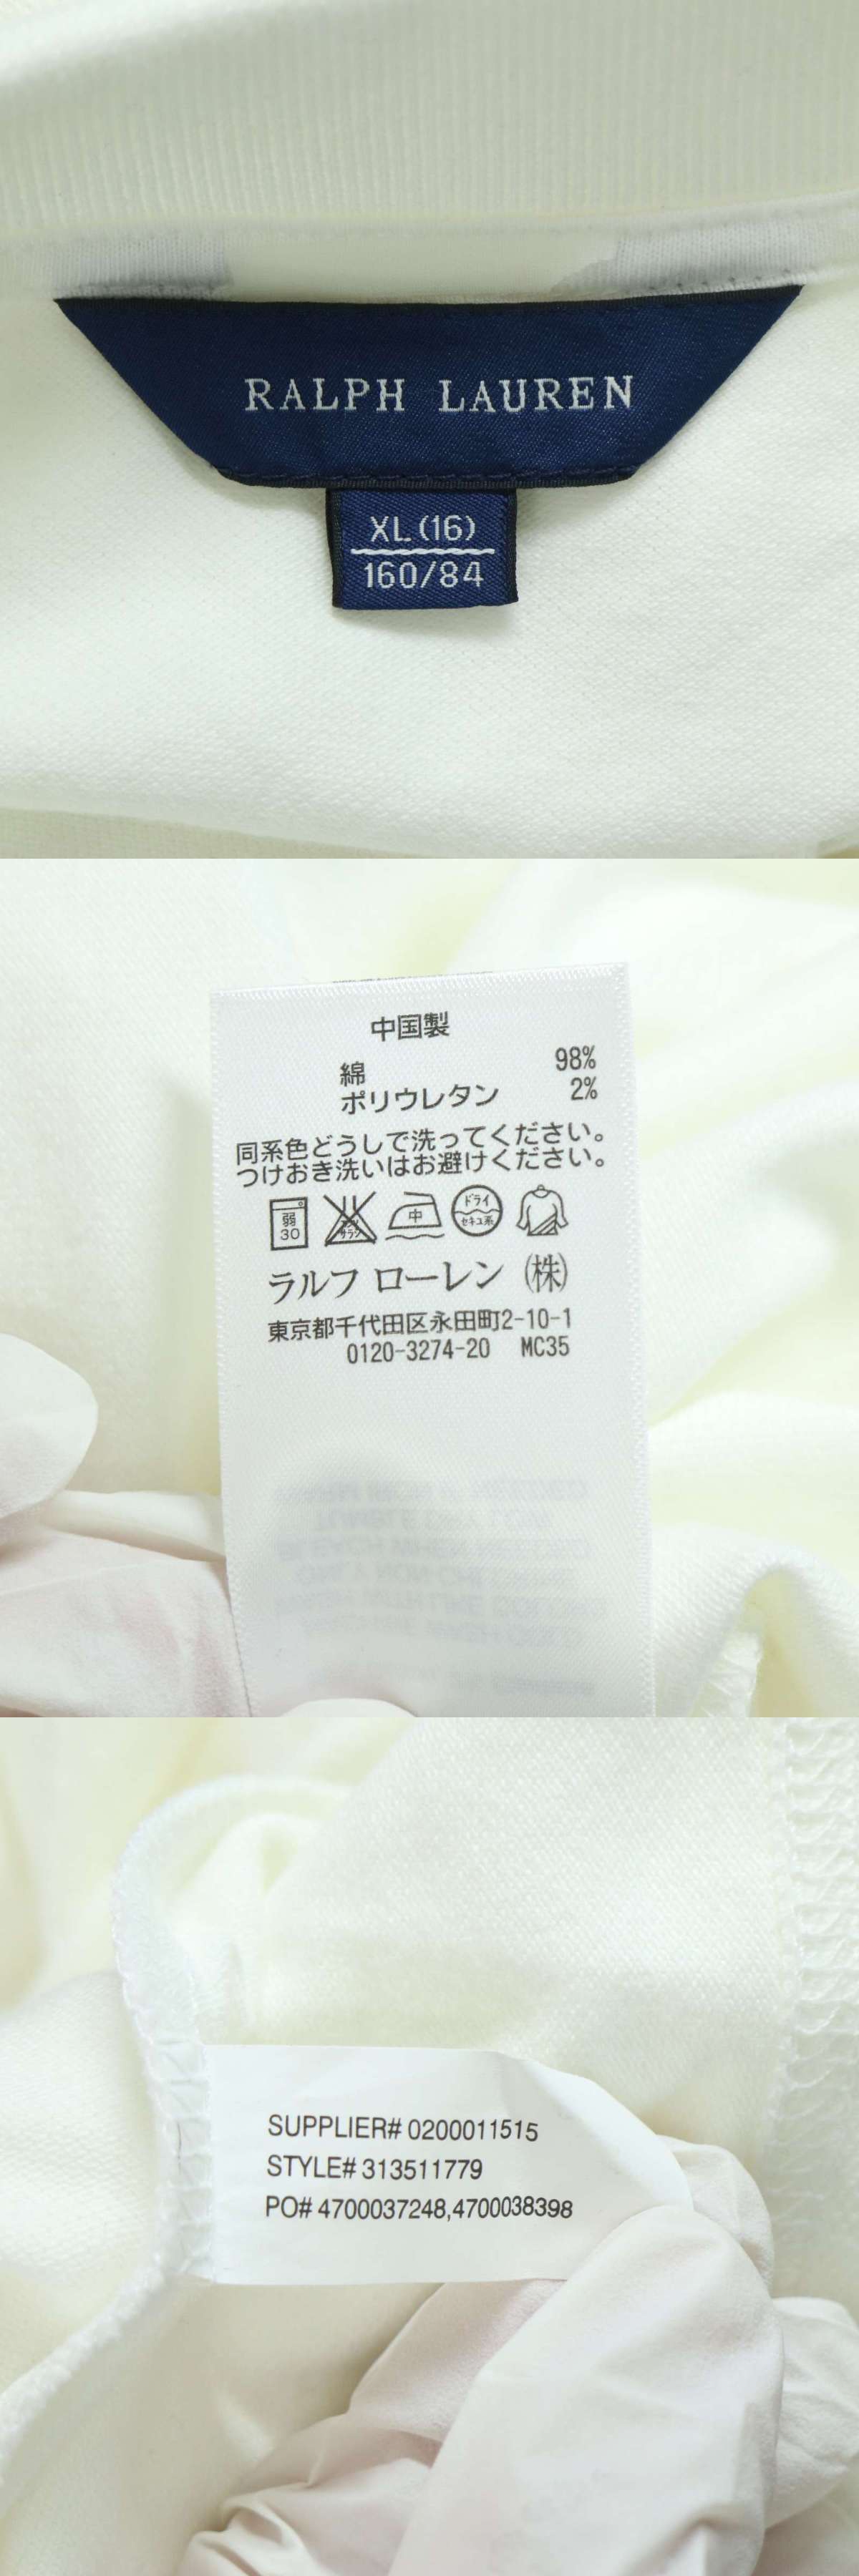 RALPH LAUREN
XL(16)
160/84
中国製
綿 98%
ポリウレタン 2%
同系色どうしで洗ってください。
つけおき洗いはお避けください。
弱 中 ドライ
30 セキユ系
ラルフ ローレン (株)
東京都千代田区永田町2-10-1
0120-3274-20 MC35
SUPPLIER# 0200011515
STYLE# 313511779
PO# 4700037248,4700038398